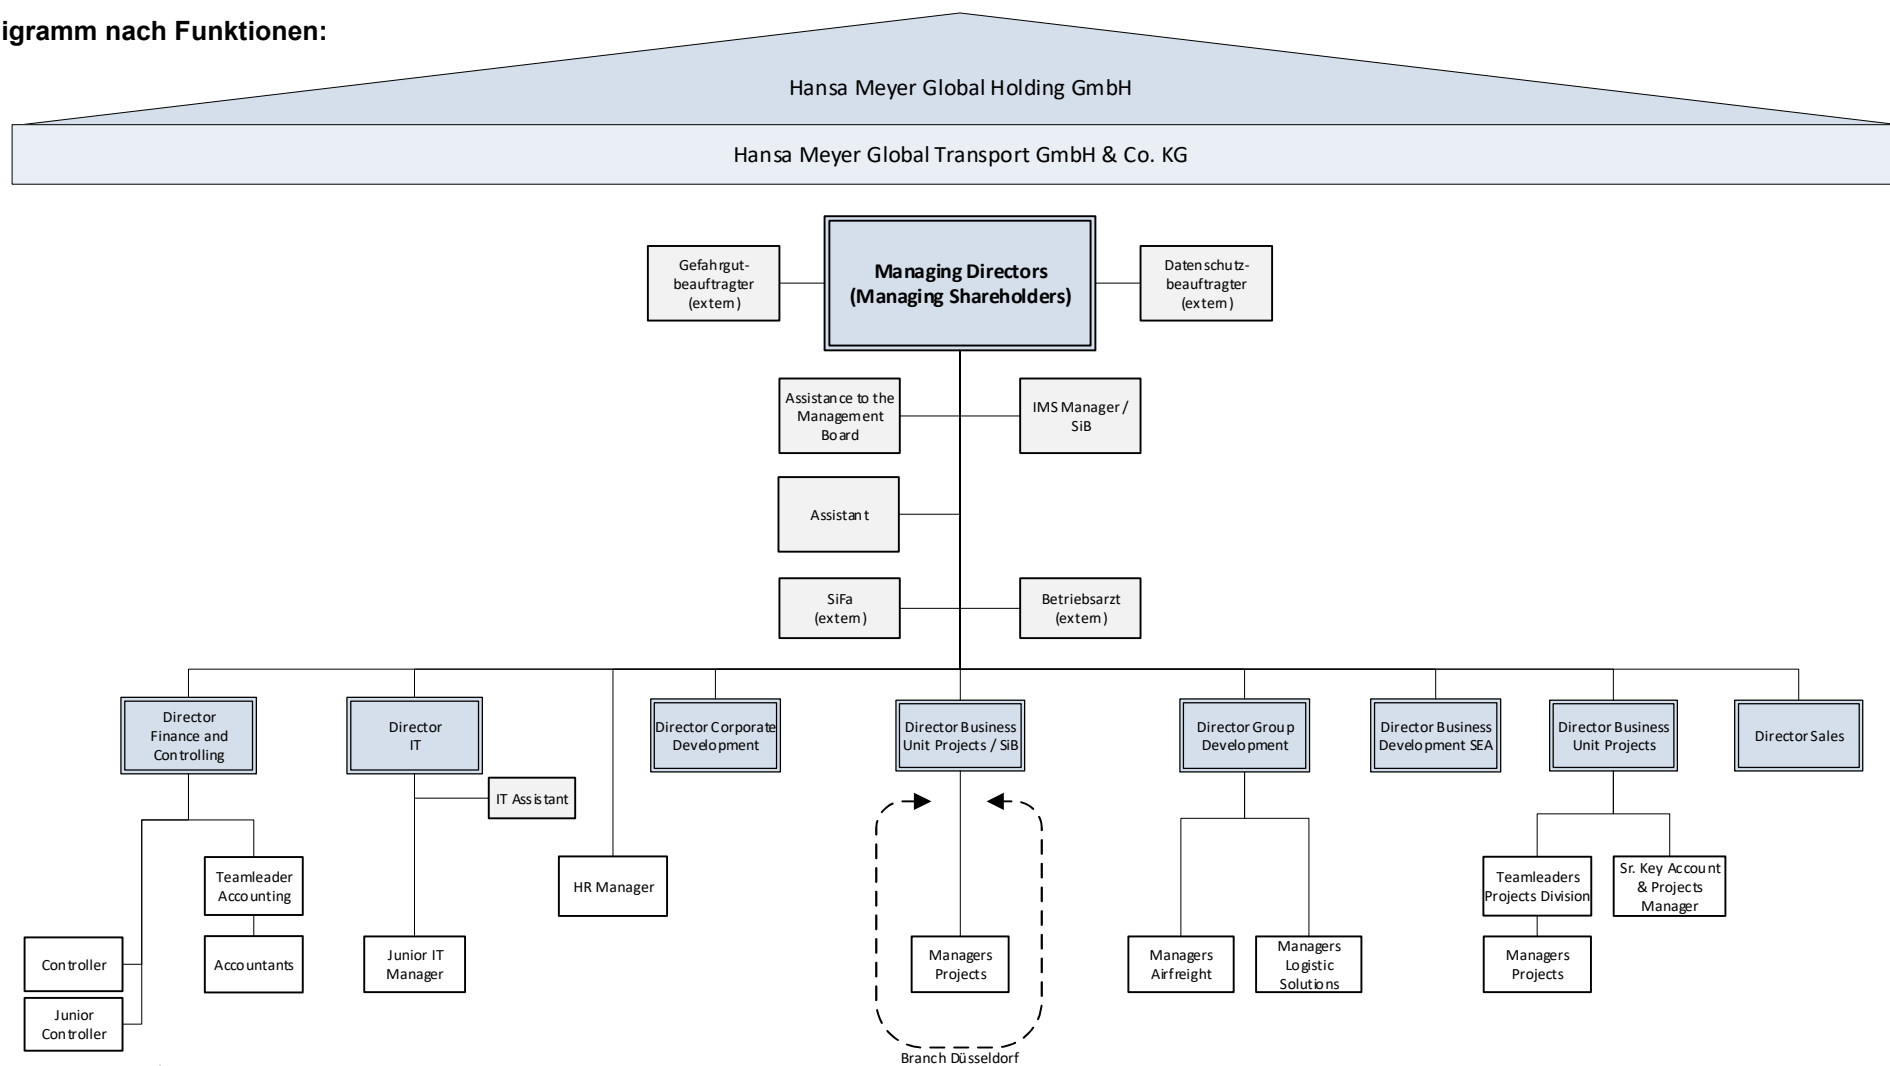 igramm nach Funktionen:
Hansa Meyer Global Holding GmbH
Hansa Meyer Global Transport GmbH & Co. KG
Gefahrgut-
beauftragter
(extern)
Managing Directors
(Managing Shareholders)
Datenschutz-
beauftragter
(extern)
Assistance to the
Management
Board
IMS Manager /
SiB
Assistant
SiFa
(extern)
Betriebsarzt
(extern)
Director
Finance and
Controlling
Director
IT
Director Corporate
Development
Director Business
Unit Projects / SiB
Director Group
Development
Director Business
Development SEA
Director Business
Unit Projects
Director Sales
IT Assistant
Teamleader
Accounting
HR Manager
Teamleaders
Projects Division
Sr. Key Account
& Projects
Manager
Controller
Accountants
Junior IT
Manager
Managers
Projects
Managers
Airfreight
Managers
Logistic
Solutions
Managers
Projects
Junior
Controller
Branch Düsseldorf